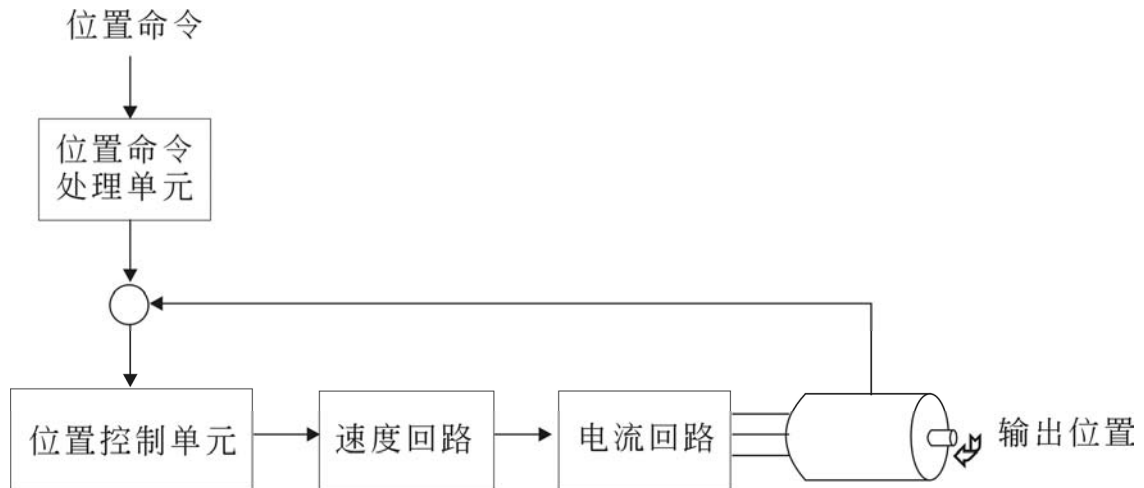 位置命令
位置命令
处理单元
位置控制单元
速度回路
电流回路
输出位置